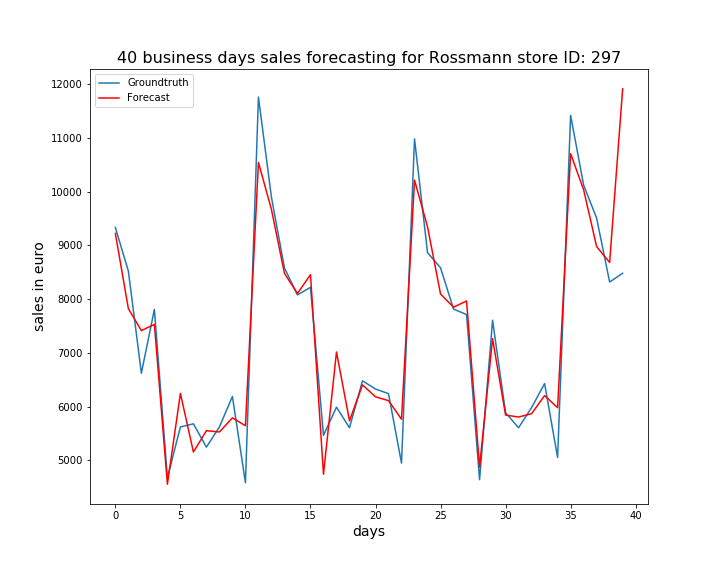 40 business days sales forecasting for Rossmann store ID: 297
Groundtruth
Forecast
12000
11000
10000
9000
8000
7000
6000
5000
sales in euro
0 5 10 15 20 25 30 35 40
days